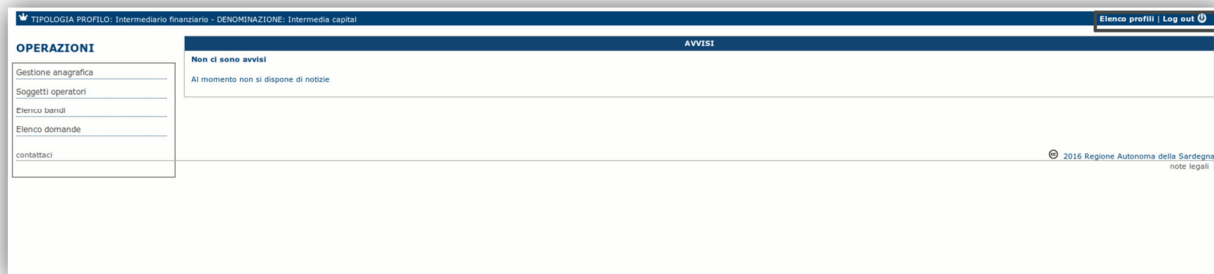 TIPOLOGIA PROFILO: Intermediario finanziario - DENOMINAZIONE: Intermedia capital
Elenco profili | Log out
OPERAZIONI
Gestione anagrafica
Soggetti operatori
Elenco bandi
Elenco domande
contattaci
AVVISI
Non ci sono avvisi
Al momento non si dispone di notizie
2016 Regione Autonoma della Sardegna
note legali